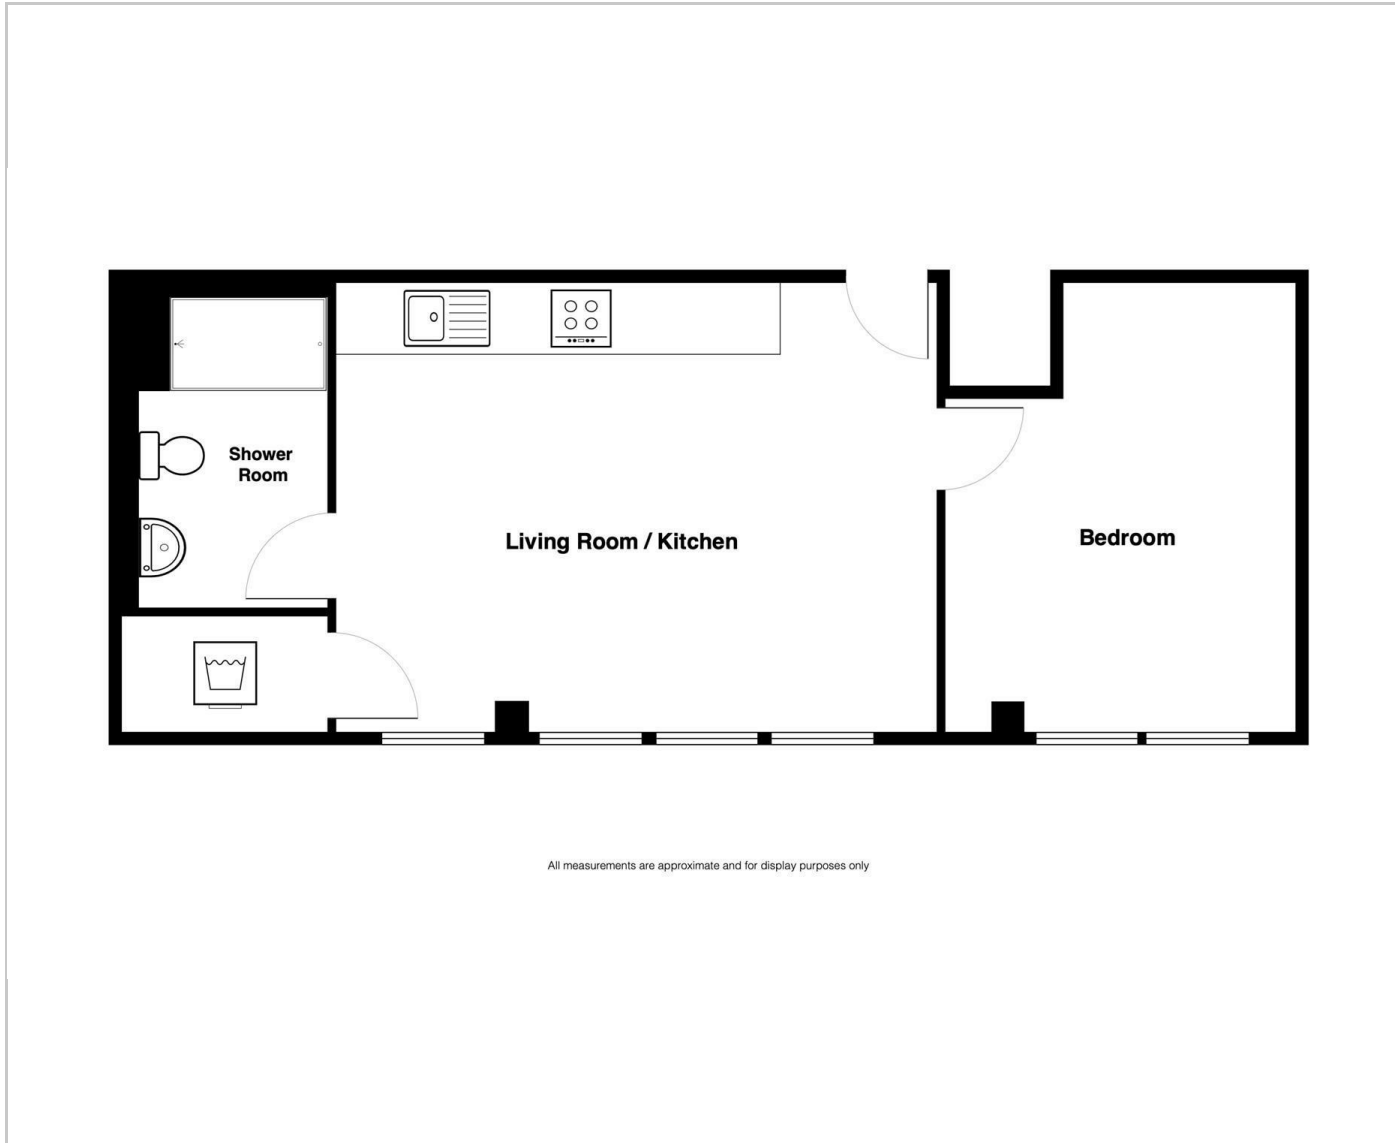 Shower
Room
Living Room / Kitchen
Bedroom
All measurements are approximate and for display purposes only